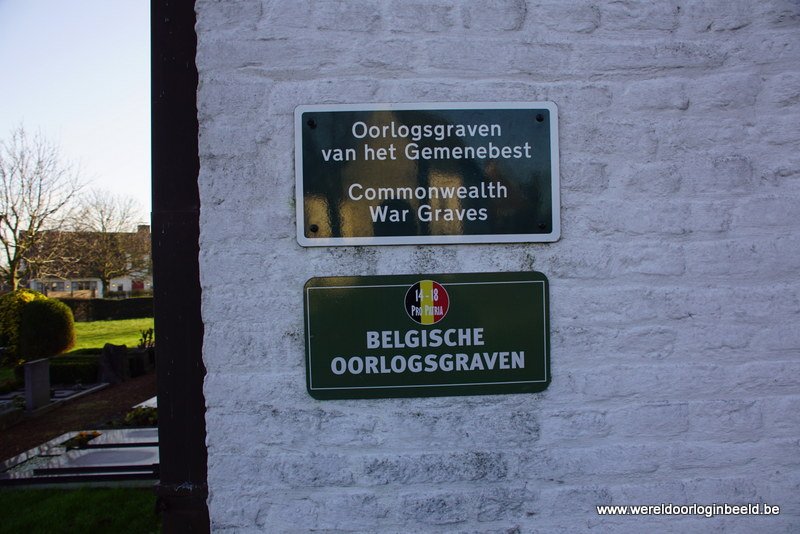 Oorlogsgraven
van het Gemenebest
Commonwealth
War Graves
14-18
PRO PATRIA
BELGISCHE
OORLOGSGRAVEN
www.wereldoorloginbeeld.be